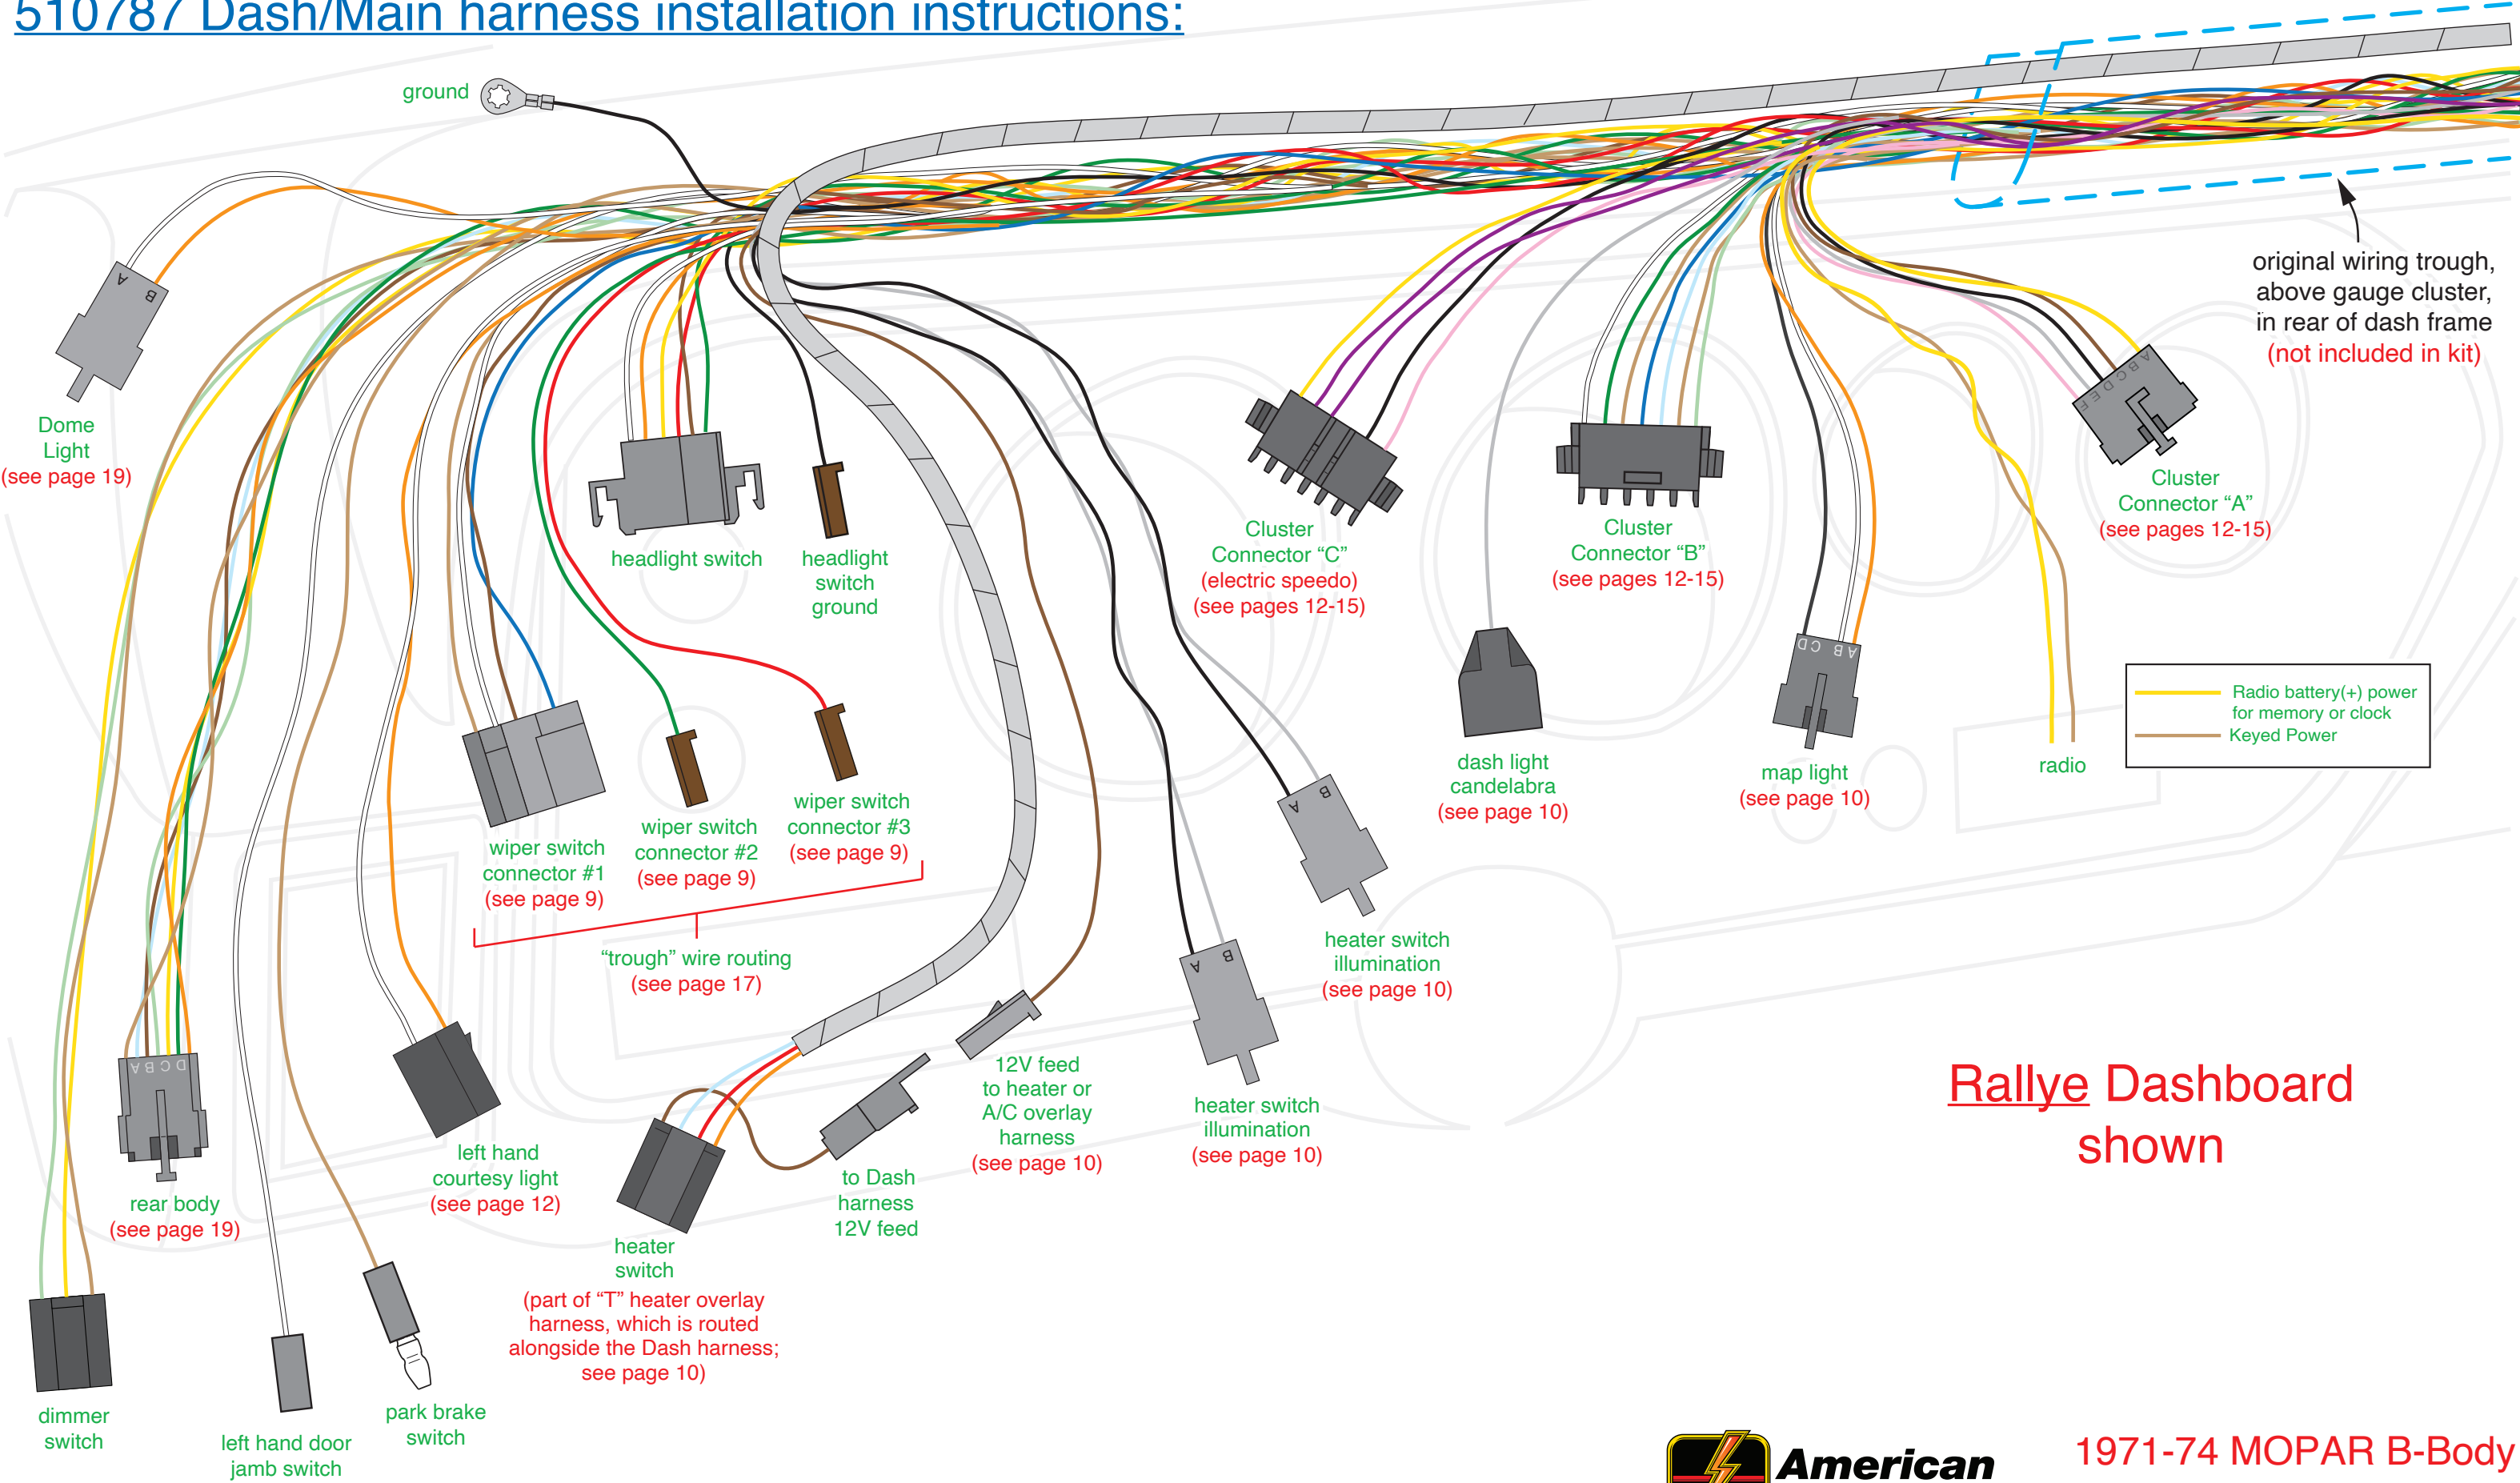 510787 Dash/Main harness installation instructions:
ground
A
B
Dome
Light
(see page 19)
headlight switch
headlight
switch
ground
Cluster
Connector “C”
(electric speedo)
(see pages 12-15)
Cluster
Connector “B”
(see pages 12-15)
A
B
C
D
E
F
Cluster
Connector “A”
(see pages 12-15)
original wiring trough,
above gauge cluster,
in rear of dash frame
(not included in kit)
wiper switch
connector #1
(see page 9)
wiper switch
connector #2
(see page 9)
wiper switch
connector #3
(see page 9)
“trough” wire routing
(see page 17)
dash light
candelabra
(see page 10)
A B C D
map light
(see page 10)
radio
Radio battery(+) power
for memory or clock
Keyed Power
A
B
heater switch
illumination
(see page 10)
A
B
heater switch
illumination
(see page 10)
12V feed
to heater or
A/C overlay
harness
(see page 10)
to Dash
harness
12V feed
heater
switch
(part of “T” heater overlay
harness, which is routed
alongside the Dash harness;
see page 10)
left hand
courtesy light
(see page 12)
D C B A
rear body
(see page 19)
dimmer
switch
left hand door
jamb switch
park brake
switch
Rallye Dashboard
shown
American
1971-74 MOPAR B-Body